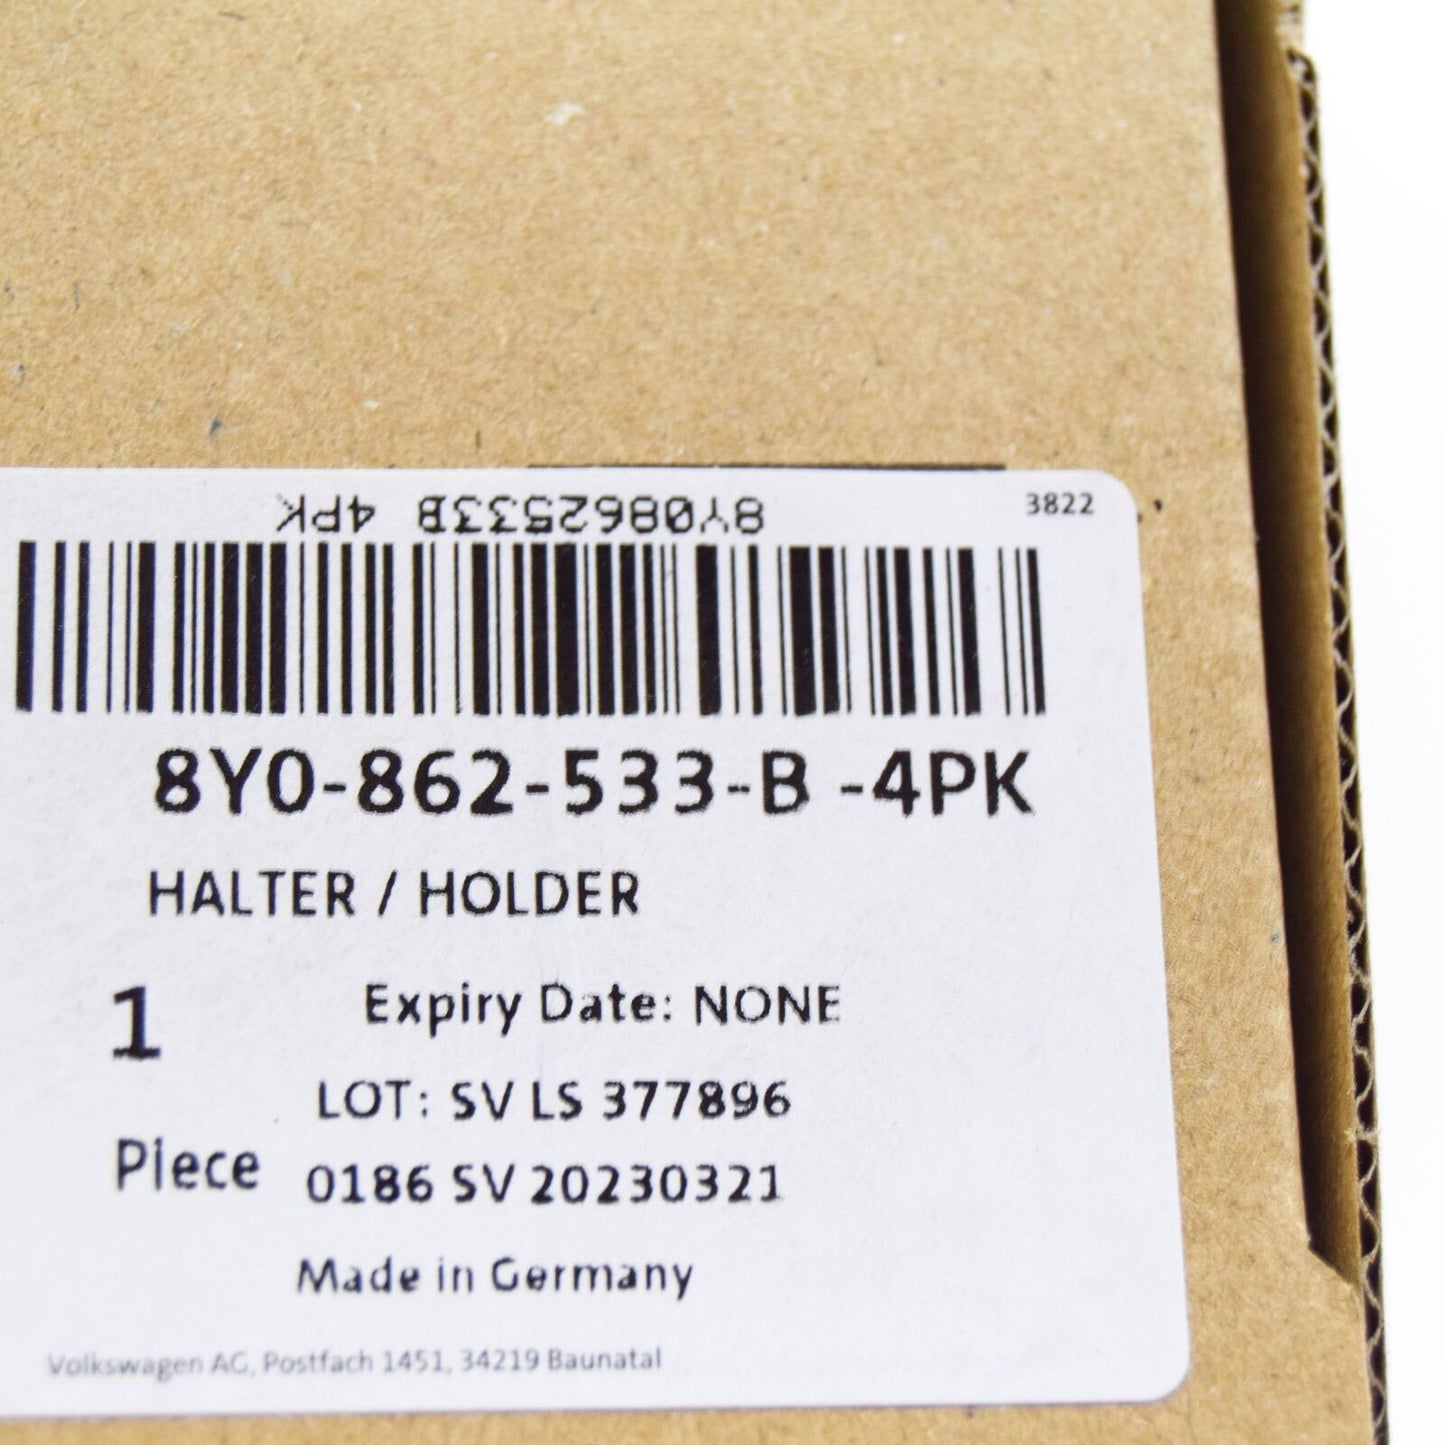 8Y0862533B 4PK
3822
8Y0-862-533-B -4PK
HALTER / HOLDER
1
Expiry Date: NONE
LOT: SV LS 377896
Piece
0186 SV 20230321
Made in Germany
Volkswagen AG, Postfach 1451, 34219 Baunatal